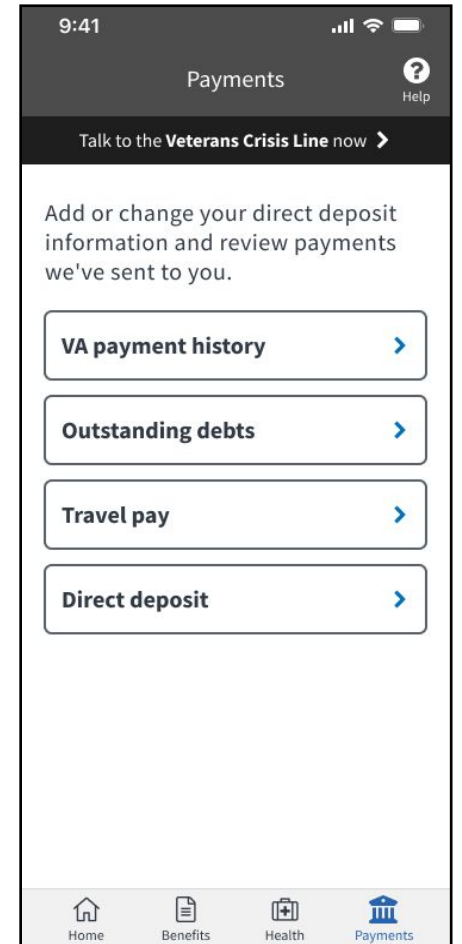 9:41
Payments
?
Help
Talk to the Veterans Crisis Line now
Add or change your direct deposit
information and review payments
we've sent to you.
VA payment history
Outstanding debts
Travel pay
Direct deposit
Home Benefits Health Payments